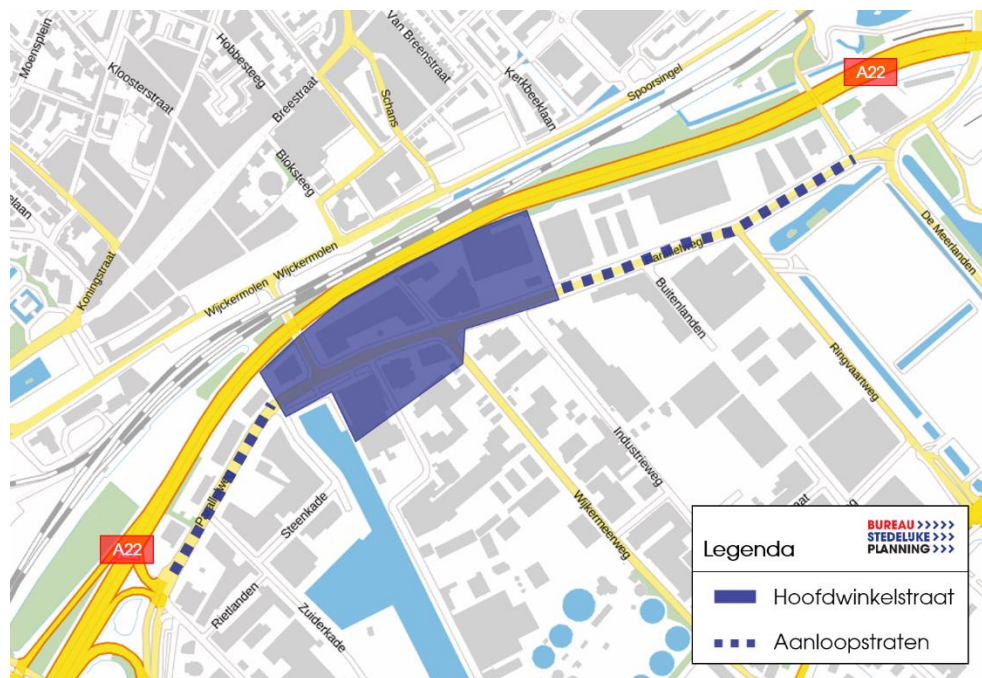 Moensplein
Hobbesteeg
Van Breenstraat
Kloosterstraat
Breestraat
Schans
Kerkbeeklaan
Spoorsingel
A22
Bloksteeg
Koningstraat
Wijckermolen
Wijckermolen
De Meerlanden
Buitenlanden
Ringvaartweg
Industrieweg
Wijkermeerweg
Steenkade
A22
Rietlanden
Zuiderkade
Legenda
BUREAU >>>>>
STEDELIJKE >>>
PLANNING >>>
Hoofdwinkelstraat
Aanloopstraten